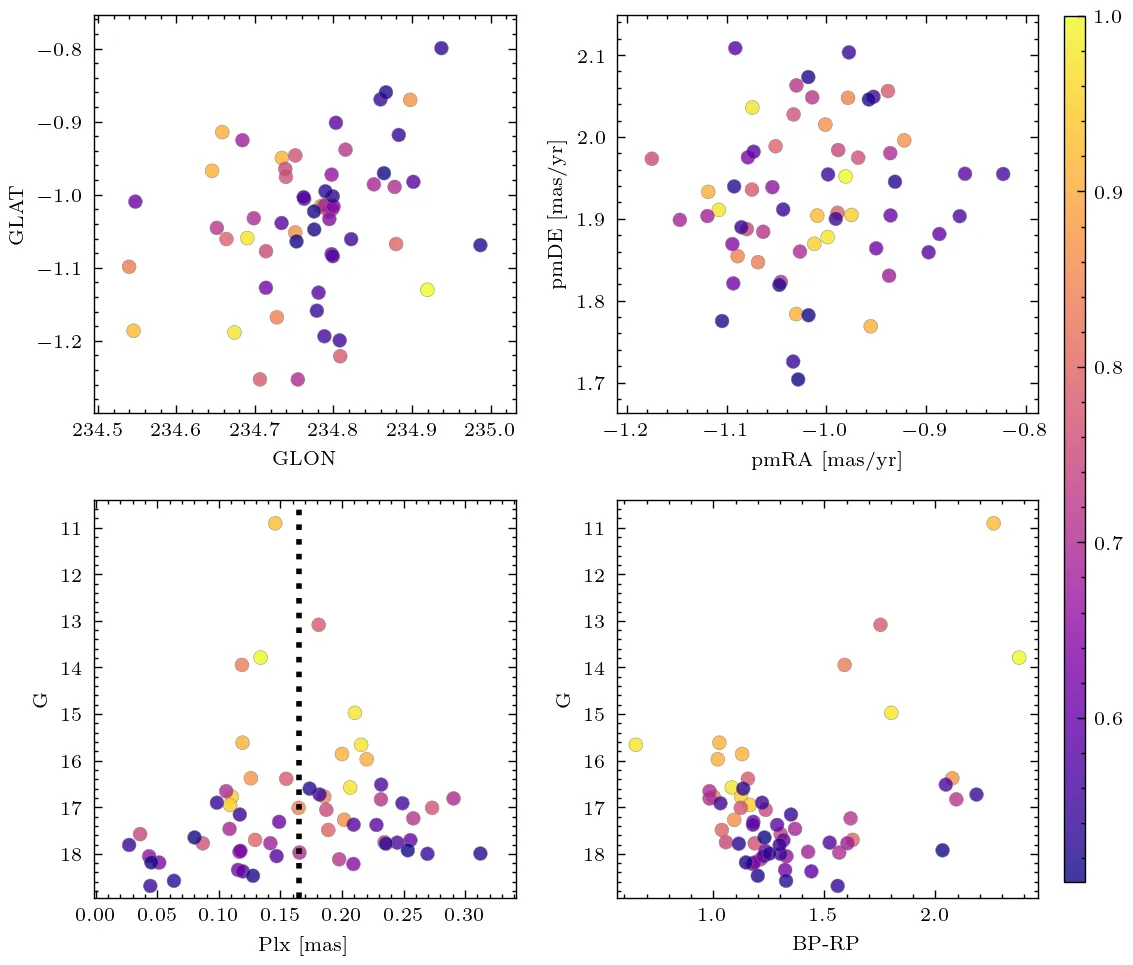 −0.8
−0.9
−1.0
−1.1
−1.2
GLAT
234.5 234.6 234.7 234.8 234.9 235.0
GLON
2.1
2.0
1.9
1.8
1.7
pmDE [mas/yr]
−1.2 −1.1 −1.0 −0.9 −0.8
pmRA [mas/yr]
11
12
13
14
15
16
17
18
G
0.00 0.05 0.10 0.15 0.20 0.25 0.30
Plx [mas]
11
12
13
14
15
16
17
18
G
1.0 1.5 2.0
BP-RP
1.0
0.9
0.8
0.7
0.6